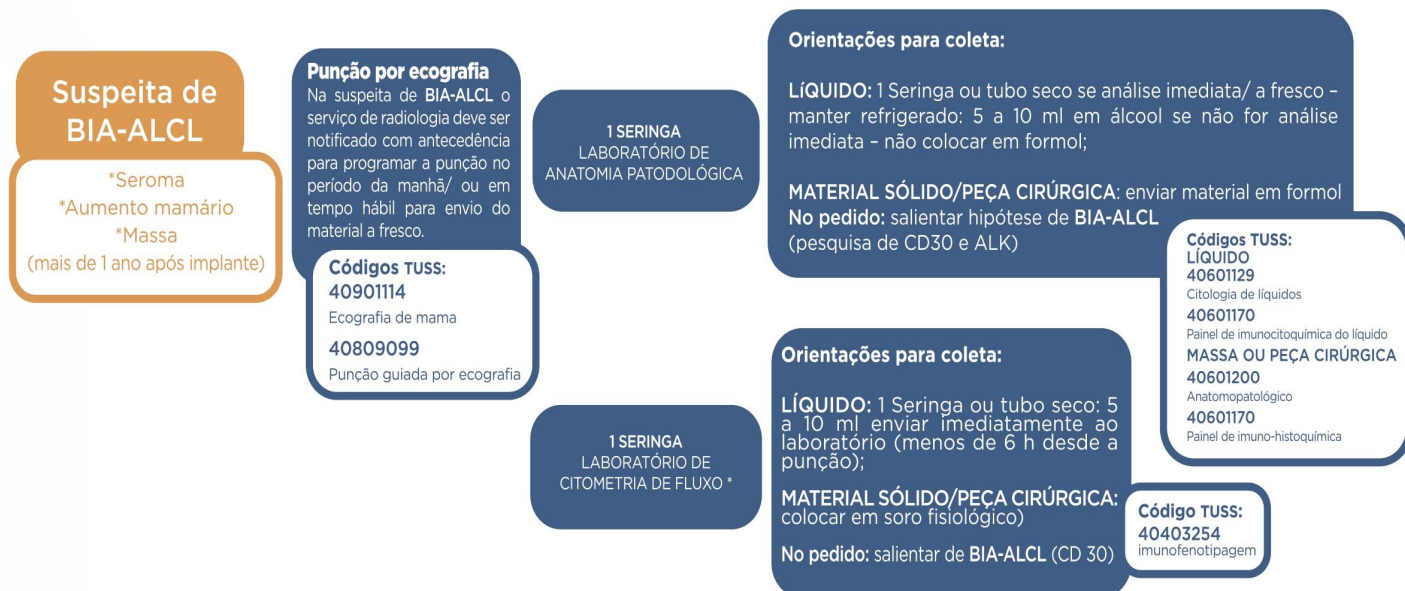 Suspeita de
BIA-ALCL
*Seroma
*Aumento mamário
*Massa
(mais de 1 ano após implante)
Punção por ecografia
Na suspeita de BIA-ALCL o
serviço de radiologia deve ser
notificado com antecedência
para programar a punção no
período da manhã/ ou em
tempo hábil para envio do
material a fresco.
Códigos TUSS:
40901114
Ecografia de mama
40809099
Punção guiada por ecografia
1 SERINGA
LABORATÓRIO DE
ANATOMIA PATODOLÓGICA
Orientações para coleta:
LÍQUIDO: 1 Seringa ou tubo seco se análise imediata/ a fresco –
manter refrigerado: 5 a 10 ml em álcool se não for análise
imediata – não colocar em formol;
MATERIAL SÓLIDO/PEÇA CIRÚRGICA: enviar material em formol
No pedido: salientar hipótese de BIA-ALCL
(pesquisa de CD30 e ALK)
Códigos TUSS:
LÍQUIDO
40601129
Citologia de líquidos
40601170
Painel de imunocitoquímica do líquido
MASSA OU PEÇA CIRÚRGICA
40601200
Anatomopatológico
40601170
Painel de imuno-histoquímica
1 SERINGA
LABORATÓRIO DE
CITOMETRIA DE FLUXO *
Orientações para coleta:
LÍQUIDO: 1 Seringa ou tubo seco: 5
a 10 ml enviar imediatamente ao
laboratório (menos de 6 h desde a
punção);
MATERIAL SÓLIDO/PEÇA CIRÚRGICA:
colocar em soro fisiológico)
No pedido: salientar de BIA-ALCL (CD 30)
Código TUSS:
40403254
imunofenotipagem